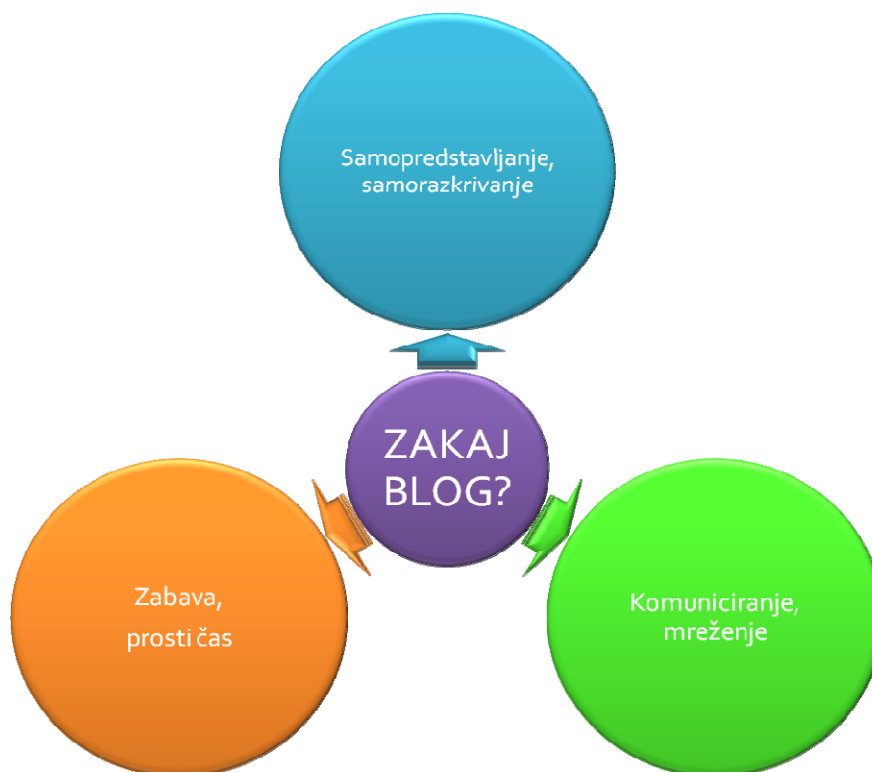 Samopredstavljanje,
samorazkrivanje
ZAKAJ
BLOG?
Zabava,
prosti čas
Komuniciranje,
mreženje